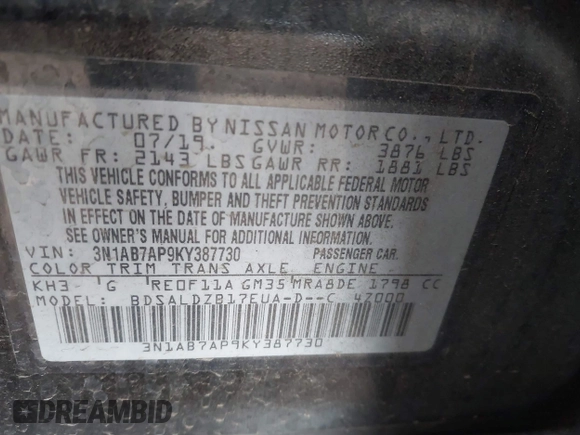 MANUFACTURED BY NISSAN MOTOR CO., LTD.
DATE: 07/19 GVWR: 3876 LBS
GAWR FR: 2143 LBS GAWR RR: 1881 LBS
THIS VEHICLE CONFORMS TO ALL APPLICABLE FEDERAL MOTOR
VEHICLE SAFETY, BUMPER AND THEFT PREVENTION STANDARDS
IN EFFECT ON THE DATE OF MANUFACTURE SHOWN ABOVE.
SEE OWNER'S MANUAL FOR ADDITIONAL INFORMATION.
VIN: 3N1AB7AP9KY387730 PASSENGER CAR.
COLOR TRIM TRANS AXLE ENGINE
KH3 G RE0F11A GM35 MRA8DE 1798 CC
MODEL: BDSALDZB17EUA-D--C 47000
3N1AB7AP9KY387730
DREAMBID